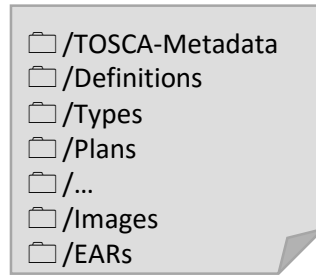 /TOSCA-Metadata
/Definitions
/Types
/Plans
/…
/Images
/EARs